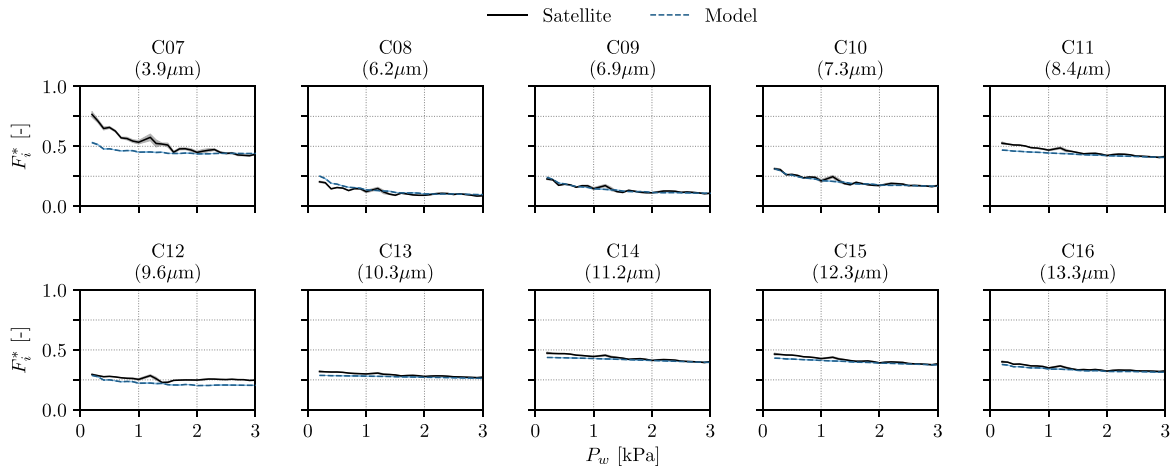 Satellite Model
C07 C08 C09 C10 C11
(3.9μm) (6.2μm) (6.9μm) (7.3μm) (8.4μm)
1.0
0.5
0.0
F_i^* [-]
C12 C13 C14 C15 C16
(9.6μm) (10.3μm) (11.2μm) (12.3μm) (13.3μm)
1.0
0.5
0.0
F_i^* [-]
0 1 2 3 0 1 2 3 0 1 2 3 0 1 2 3 0 1 2 3
P_w [kPa]